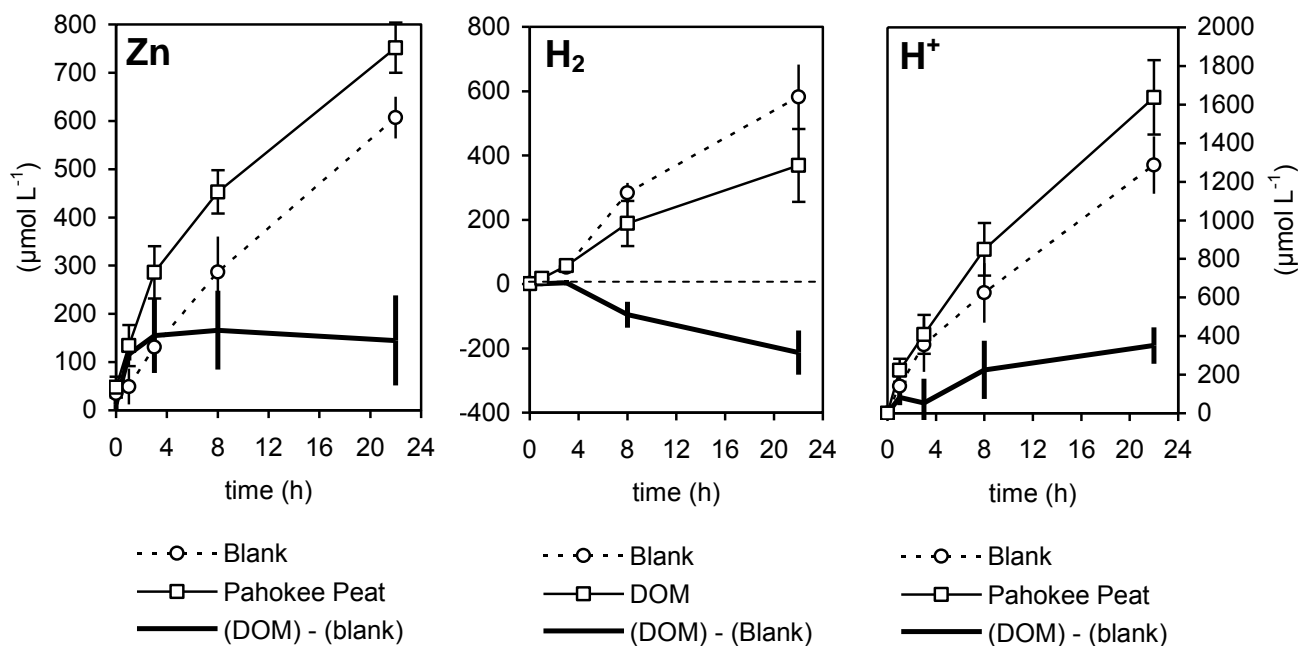 Zn
H₂
H⁺
800
700
600
500
400
300
200
100
0
(µmol L⁻¹)
0 4 8 12 16 20 24
time (h)
800
600
400
200
0
-200
-400
0 4 8 12 16 20 24
time (h)
2000
1800
1600
1400
1200
1000
800
600
400
200
0
(µmol L⁻¹)
0 4 8 12 16 20 24
time (h)
Blank
Pahokee Peat
(DOM) - (blank)
Blank
DOM
(DOM) - (Blank)
Blank
Pahokee Peat
(DOM) - (blank)